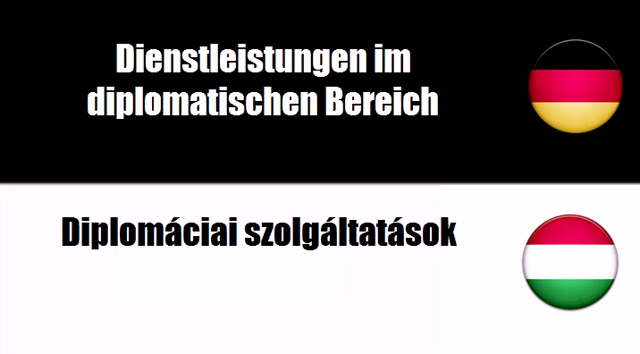 Dienstleistungen im
diplomatischen Bereich
Diplomáciai szolgáltatások